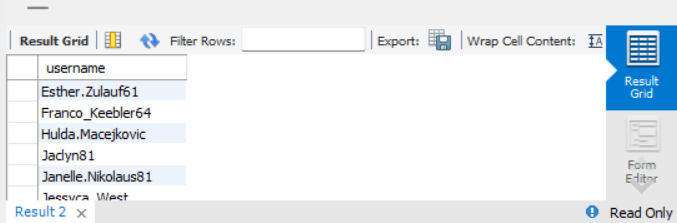 Result Grid Filter Rows: Export: Wrap Cell Content:
username
Esther.Zulauf61
Franco_Keebler64
Hulda.Macejkovic
Jaclyn81
Janelle.Nikolaus81
Jessyca_West
Result
Grid
Form
Editor
Result 2 x
Read Only